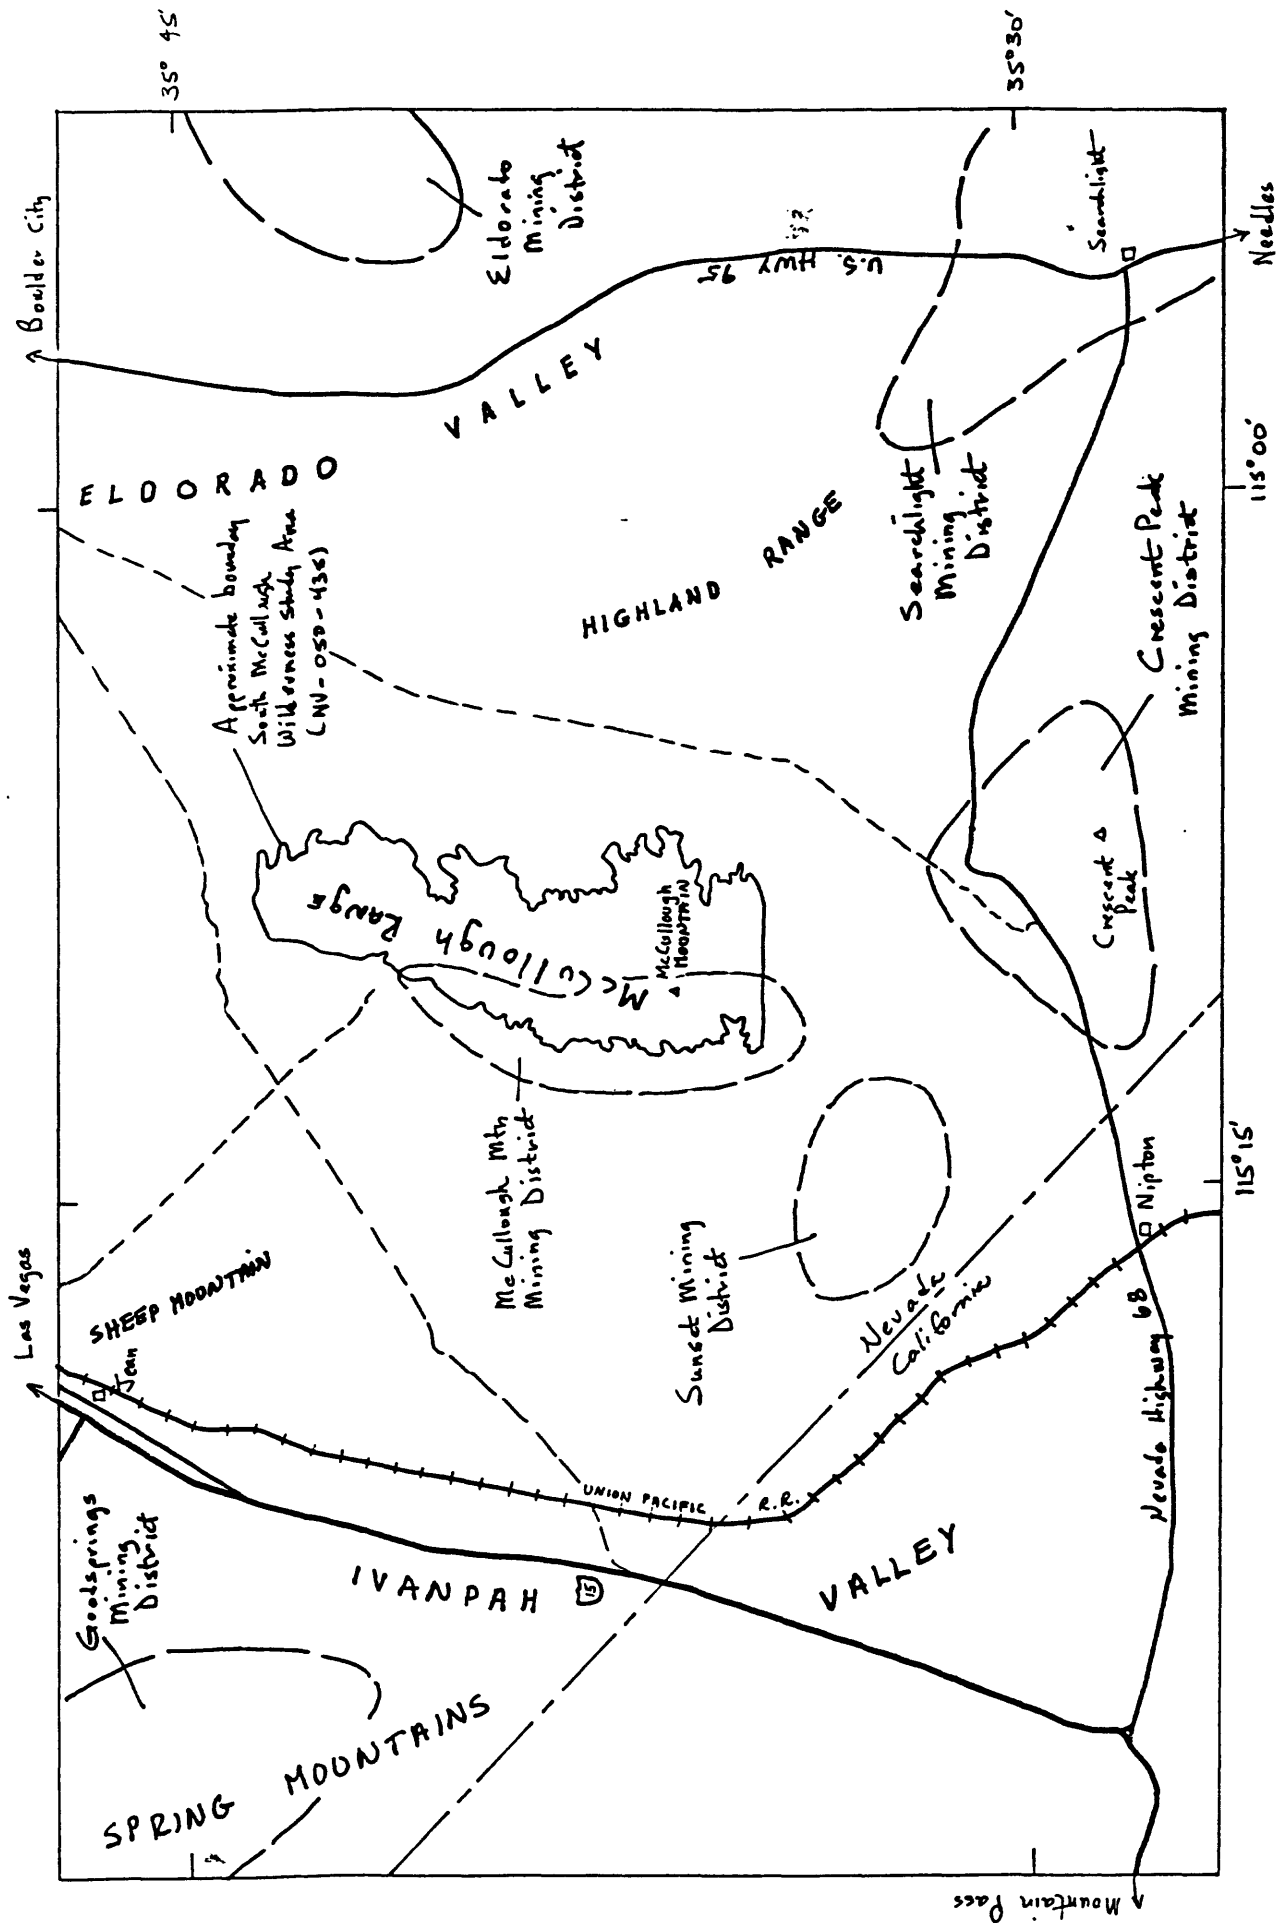 35° 45'
35° 30'
Boulder City
Las Vegas
Needles
Mountain Pass
115°00'
115°15'
Eldorado
Mining
District
U.S. HWY 95
Searchlight
ELDORADO
VALLEY
Approximate boundary
South McCullough
Wilderness Study Area
(NV-050-435)
HIGHLAND RANGE
Searchlight
Mining
District
Crescent Peak
Mining District
Crescent
Peak
McCullough Range
McCULLOUGH
MOUNTAIN
McCullough Mtn
Mining District
Sunset Mining
District
Nevada
California
Nipton
Nevada Highway 68
SHEEP MOUNTAIN
Jean
UNION PACIFIC R.R.
Goodsprings
Mining
District
IVANPAH
15
VALLEY
SPRING MOUNTAINS